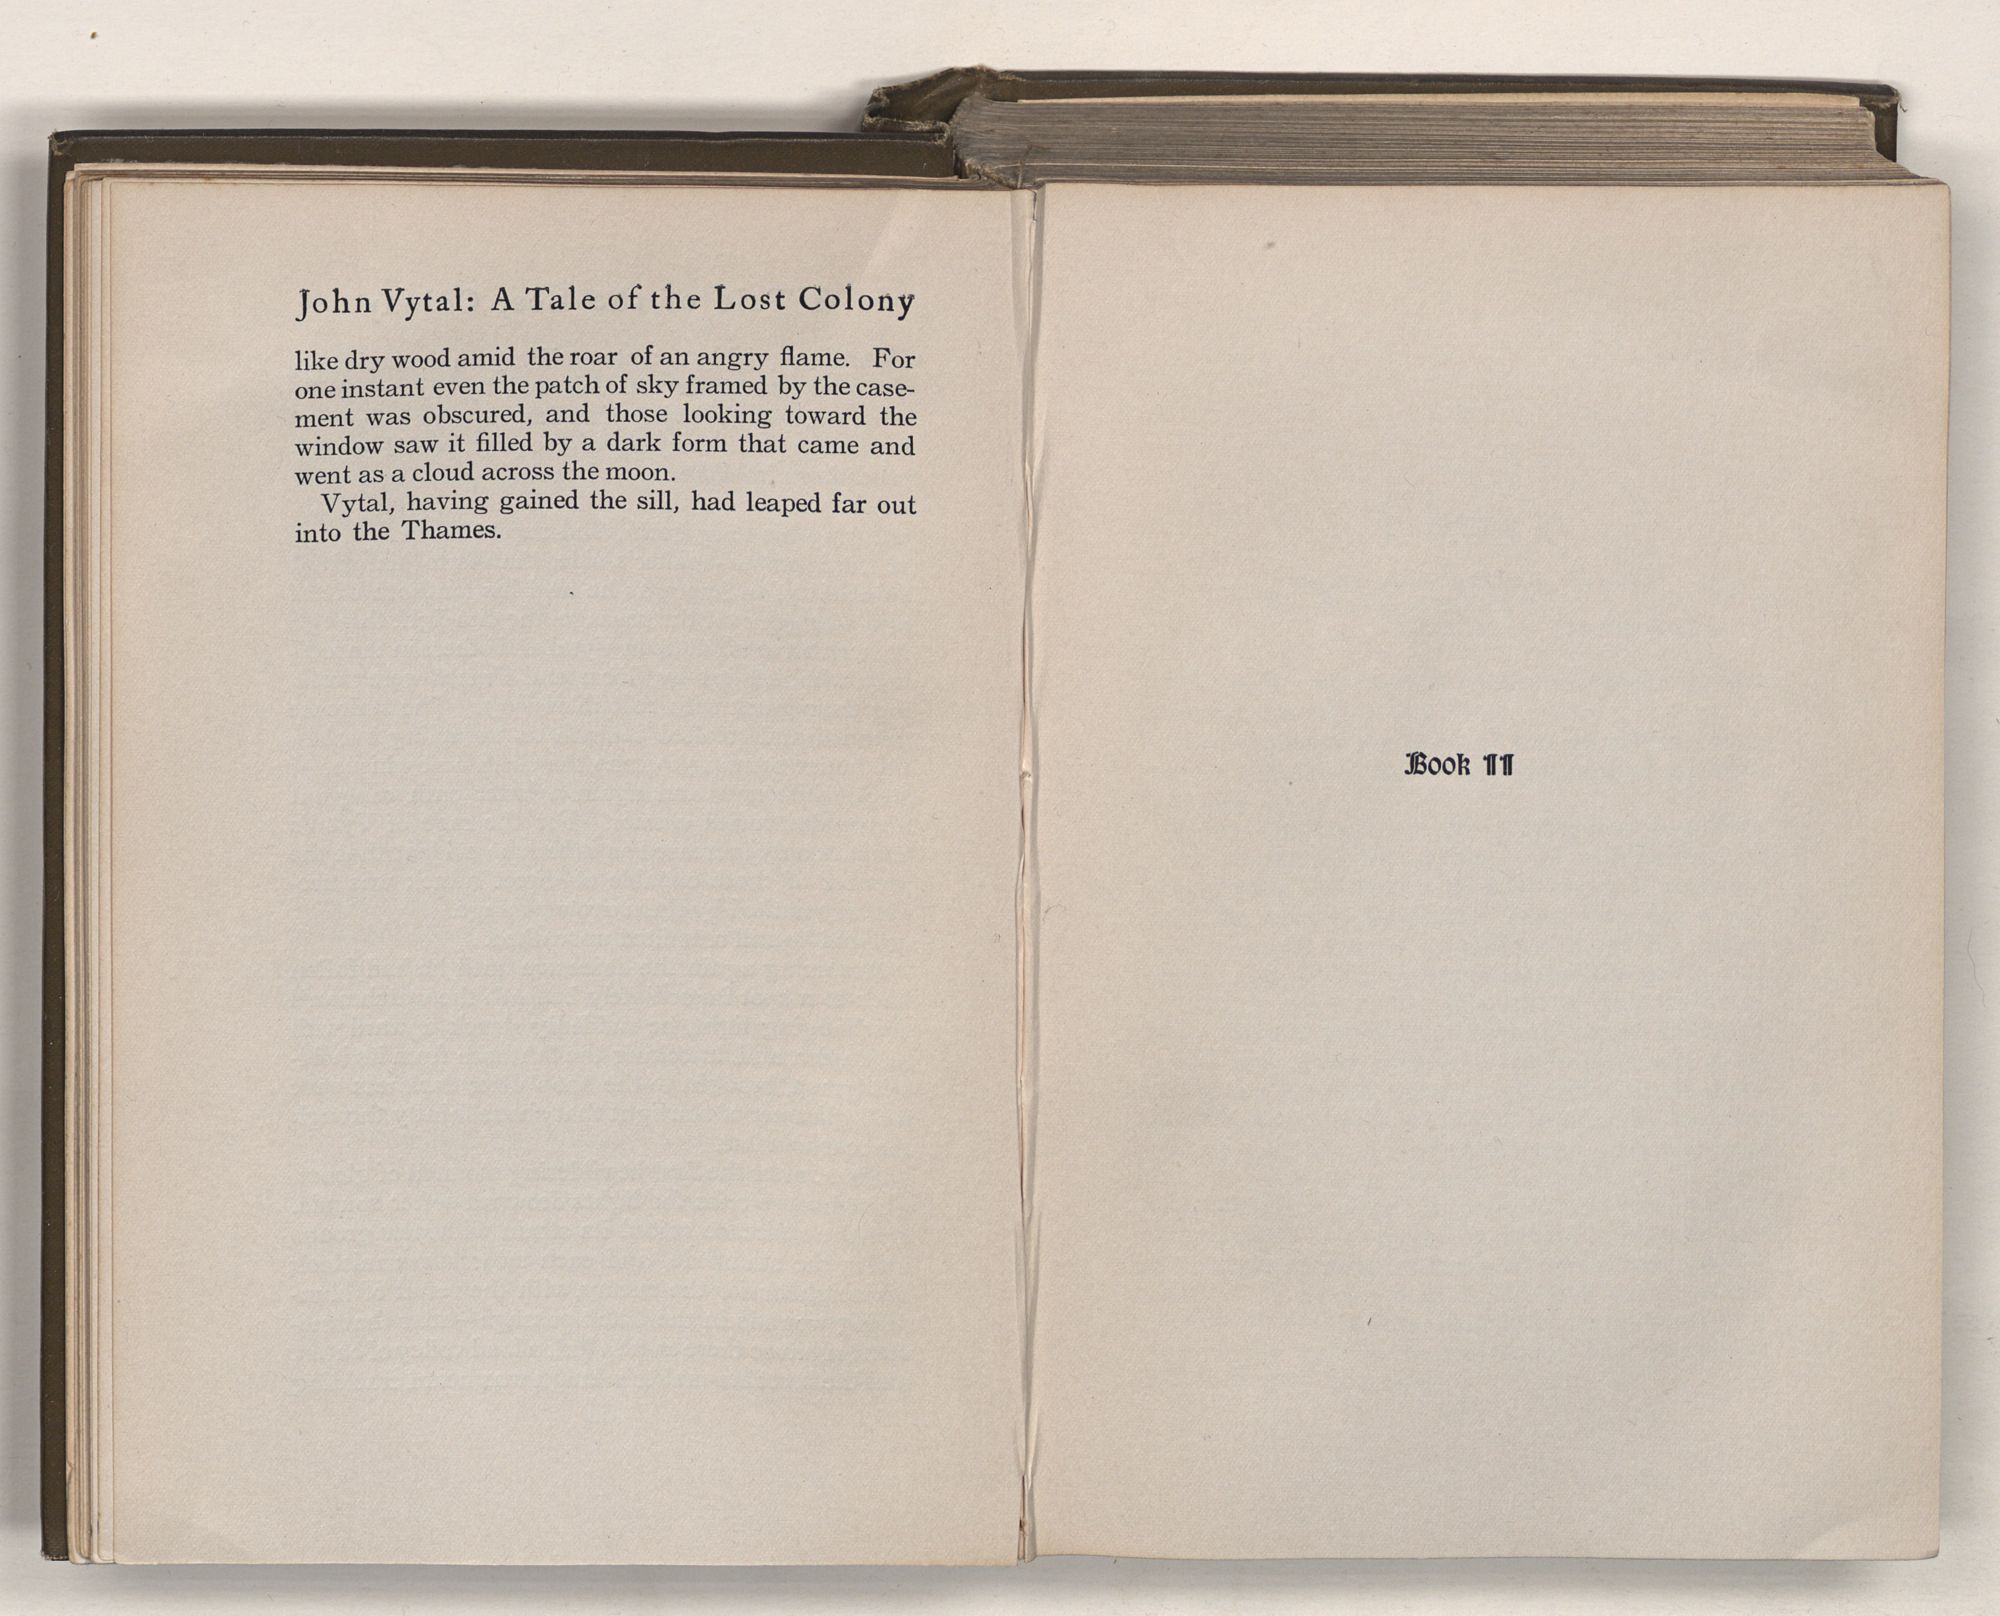 John Vytal: A Tale of the Lost Colony
like dry wood amid the roar of an angry flame. For
one instant even the patch of sky framed by the case-
ment was obscured, and those looking toward the
window saw it filled by a dark form that came and
went as a cloud across the moon.
Vytal, having gained the sill, had leaped far out
into the Thames.
Book II